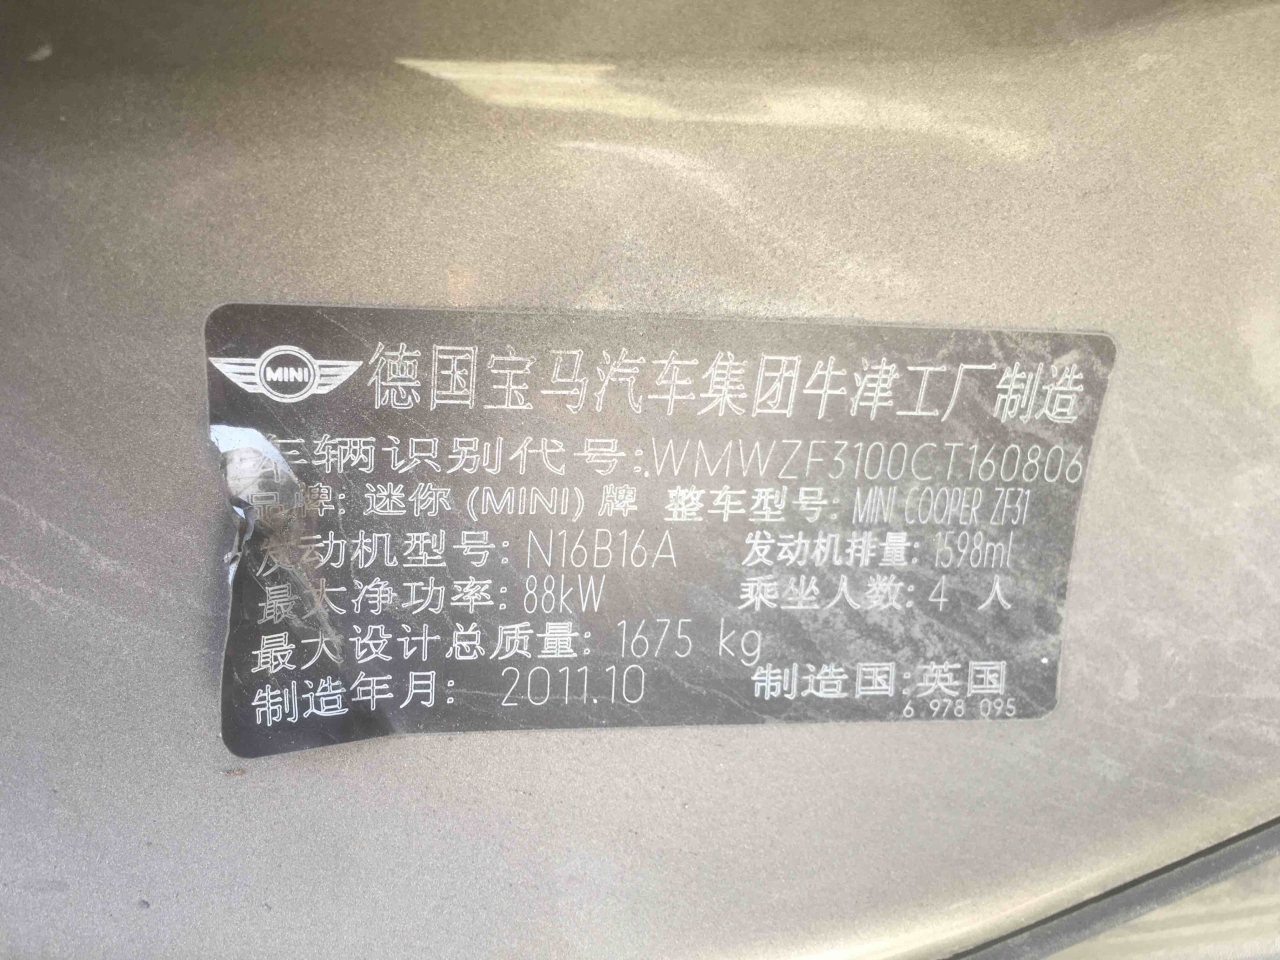 MINI 德国宝马汽车集团牛津工厂制造
车辆识别代号:WMWZF3100CT160806
品牌: 迷你 (MINI) 牌 整车型号: MINI COOPER ZF31
发动机型号: N16B16A 发动机排量: 1598ml
最大净功率: 88kW 乘坐人数: 4 人
最大设计总质量: 1675 kg
制造年月: 2011.10 制造国:英国
6 978 095